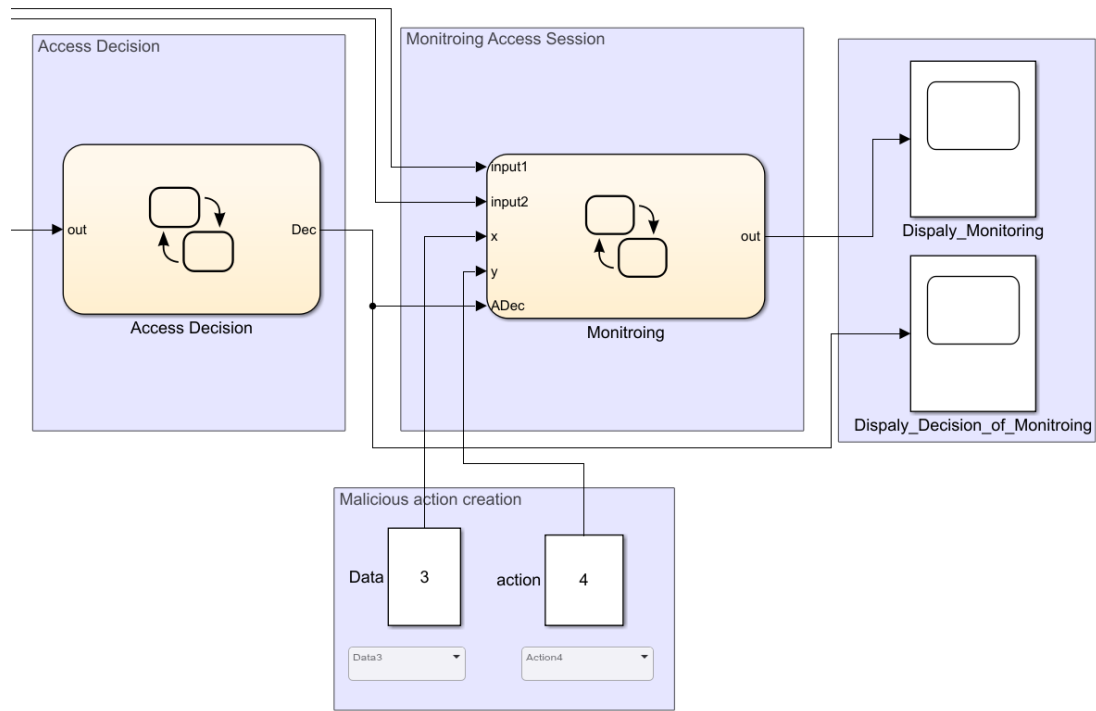 Access Decision
out
Dec
Access Decision
Monitroing Access Session
input1
input2
x
y
ADec
out
Monitroing
Dispaly_Monitoring
Dispaly_Decision_of_Monitroing
Malicious action creation
Data
3
action
4
Data3
Action4